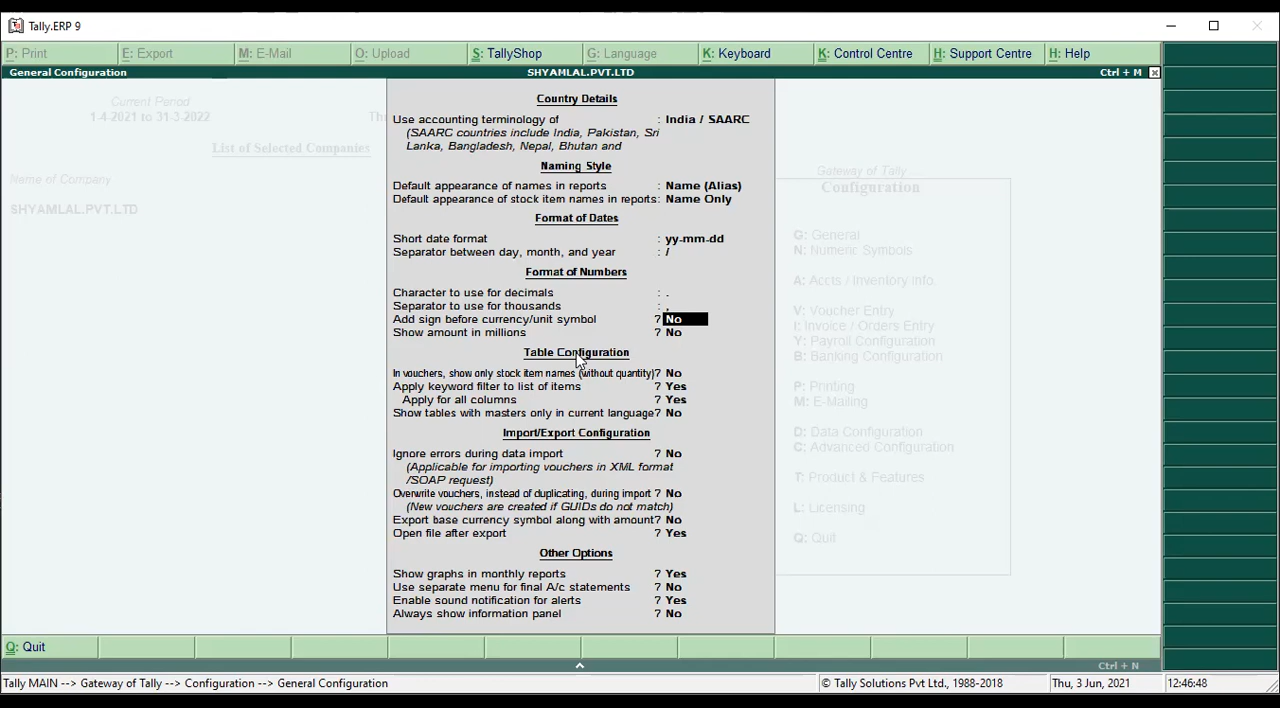 Tally.ERP 9
P: Print
E: Export
M: E-Mail
O: Upload
S: TallyShop
G: Language
K: Keyboard
K: Control Centre
H: Support Centre
H: Help
General Configuration
SHYAMLAL.PVT.LTD
Ctrl + M
Current Period
1-4-2021 to 31-3-2022
Th
List of Selected Companies
Name of Company
SHYAMLAL.PVT.LTD
Country Details
Use accounting terminology of : India / SAARC
(SAARC countries include India, Pakistan, Sri
Lanka, Bangladesh, Nepal, Bhutan and
Naming Style
Default appearance of names in reports : Name (Alias)
Default appearance of stock item names in reports: Name Only
Format of Dates
Short date format : yy-mm-dd
Separator between day, month, and year : /
Format of Numbers
Character to use for decimals : .
Separator to use for thousands : ,
Add sign before currency/unit symbol ? No
Show amount in millions ? No
Table Configuration
In vouchers, show only stock item names (without quantity)? No
Apply keyword filter to list of items ? Yes
Apply for all columns ? Yes
Show tables with masters only in current language? No
Import/Export Configuration
Ignore errors during data import ? No
(Applicable for importing vouchers in XML format
/SOAP request)
Overwrite vouchers, instead of duplicating, during import ? No
(New vouchers are created if GUIDs do not match)
Export base currency symbol along with amount? No
Open file after export ? Yes
Other Options
Show graphs in monthly reports ? Yes
Use separate menu for final A/c statements ? No
Enable sound notification for alerts ? Yes
Always show information panel ? No
Gateway of Tally ...
Configuration
G: General
N: Numeric Symbols
A: Accts / Inventory Info.
V: Voucher Entry
I: Invoice / Orders Entry
Y: Payroll Configuration
B: Banking Configuration
P: Printing
M: E-Mailing
D: Data Configuration
C: Advanced Configuration
T: Product & Features
L: Licensing
Q: Quit
Q: Quit
Ctrl + N
Tally MAIN --> Gateway of Tally --> Configuration --> General Configuration
© Tally Solutions Pvt Ltd., 1988-2018
Thu, 3 Jun, 2021
12:46:48